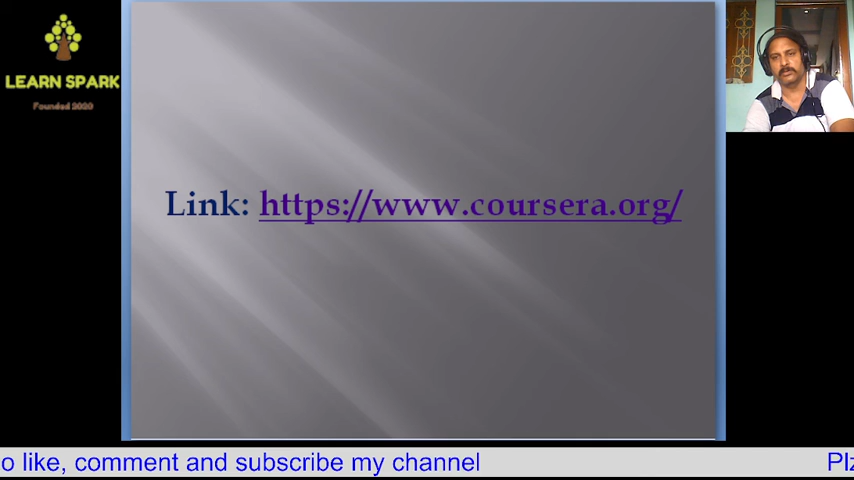 LEARN SPARK
Founded 2020
Link: https://www.coursera.org/
o like, comment and subscribe my channel
Plz